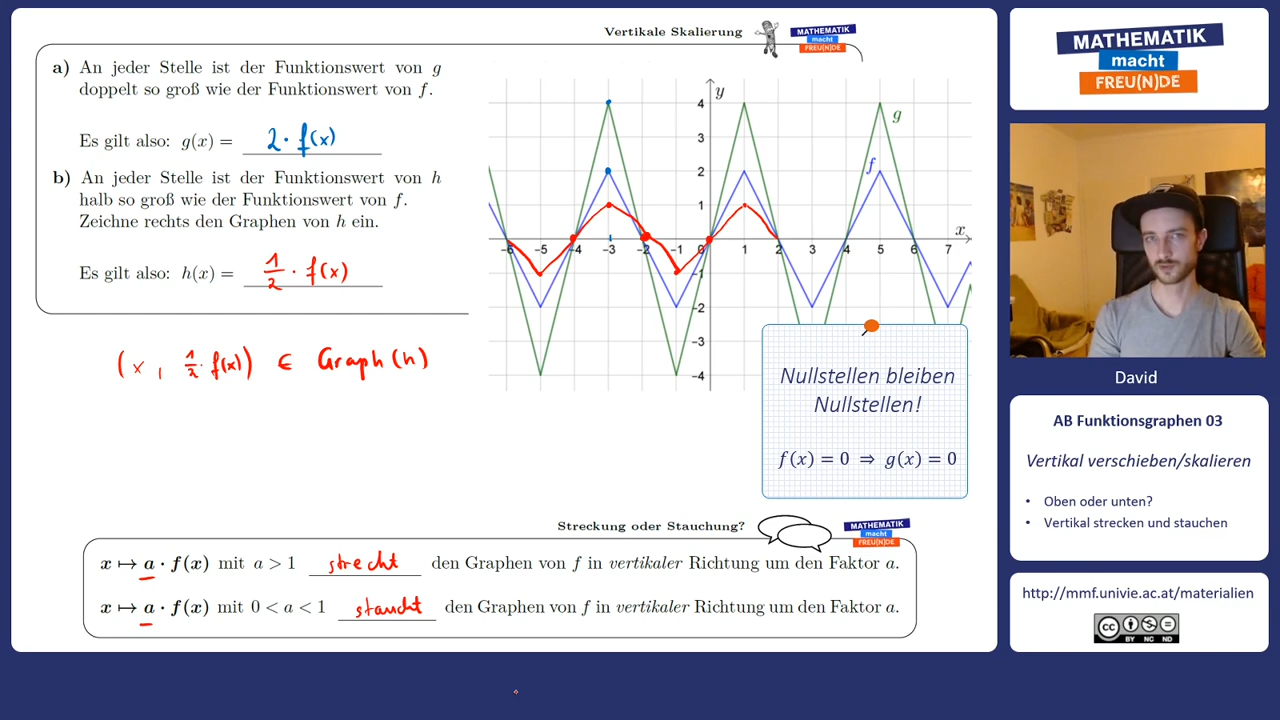 Vertikale Skalierung
MATHEMATIK
macht
FREU(N)DE
a) An jeder Stelle ist der Funktionswert von g
doppelt so groß wie der Funktionswert von f.
Es gilt also: g(x) = 2 · f(x)
b) An jeder Stelle ist der Funktionswert von h
halb so groß wie der Funktionswert von f.
Zeichne rechts den Graphen von h ein.
Es gilt also: h(x) = 1/2 · f(x)
(x, 1/2 · f(x)) ∈ Graph(h)
y
4
3
2
1
-1
-2
-3
-4
g
f
x
-6 -5 -4 -3 -2 -1 0 1 2 3 4 5 6 7
Nullstellen bleiben
Nullstellen!
f(x) = 0 ⇒ g(x) = 0
Streckung oder Stauchung?
MATHEMATIK
macht
FREU(N)DE
x ↦ a · f(x) mit a > 1 streckt den Graphen von f in vertikaler Richtung um den Faktor a.
x ↦ a · f(x) mit 0 < a < 1 staucht den Graphen von f in vertikaler Richtung um den Faktor a.
MATHEMATIK
macht
FREU(N)DE
David
AB Funktionsgraphen 03
Vertikal verschieben/skalieren
• Oben oder unten?
• Vertikal strecken und stauchen
http://mmf.univie.ac.at/materialien
CC
BY NC ND